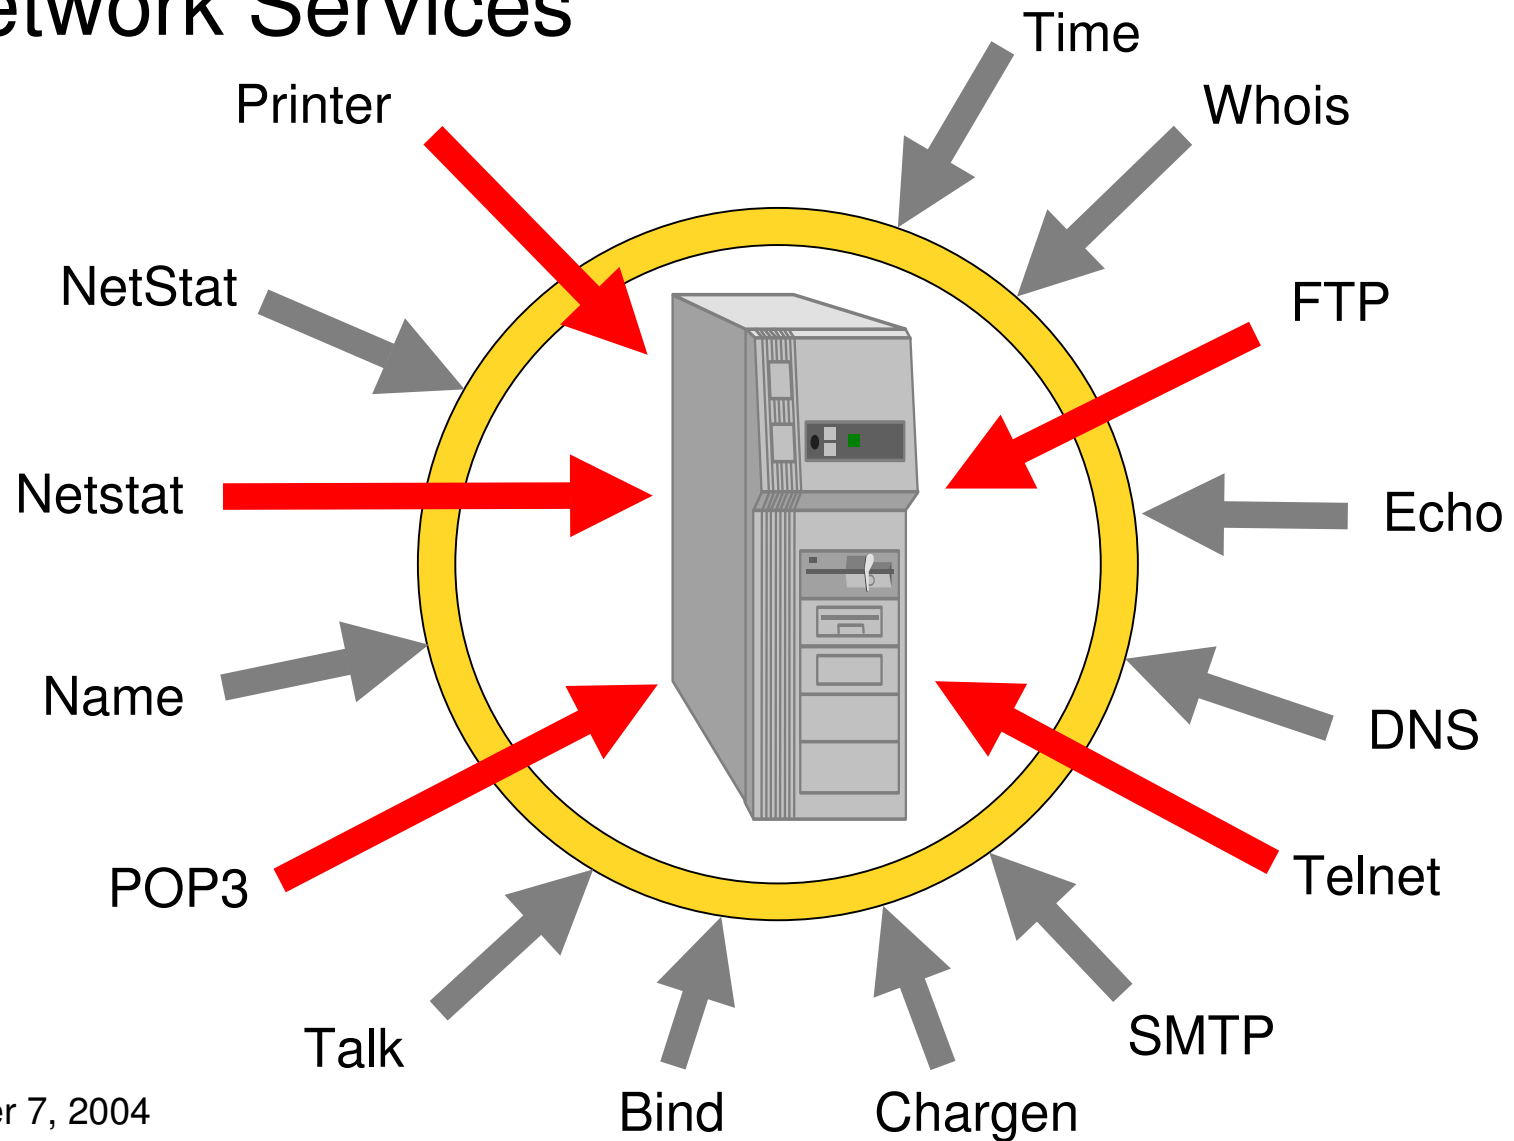 etwork Services
Time
Printer
Whois
NetStat
FTP
Netstat
Echo
Name
DNS
POP3
Telnet
Talk
SMTP
Bind
Chargen
er 7, 2004